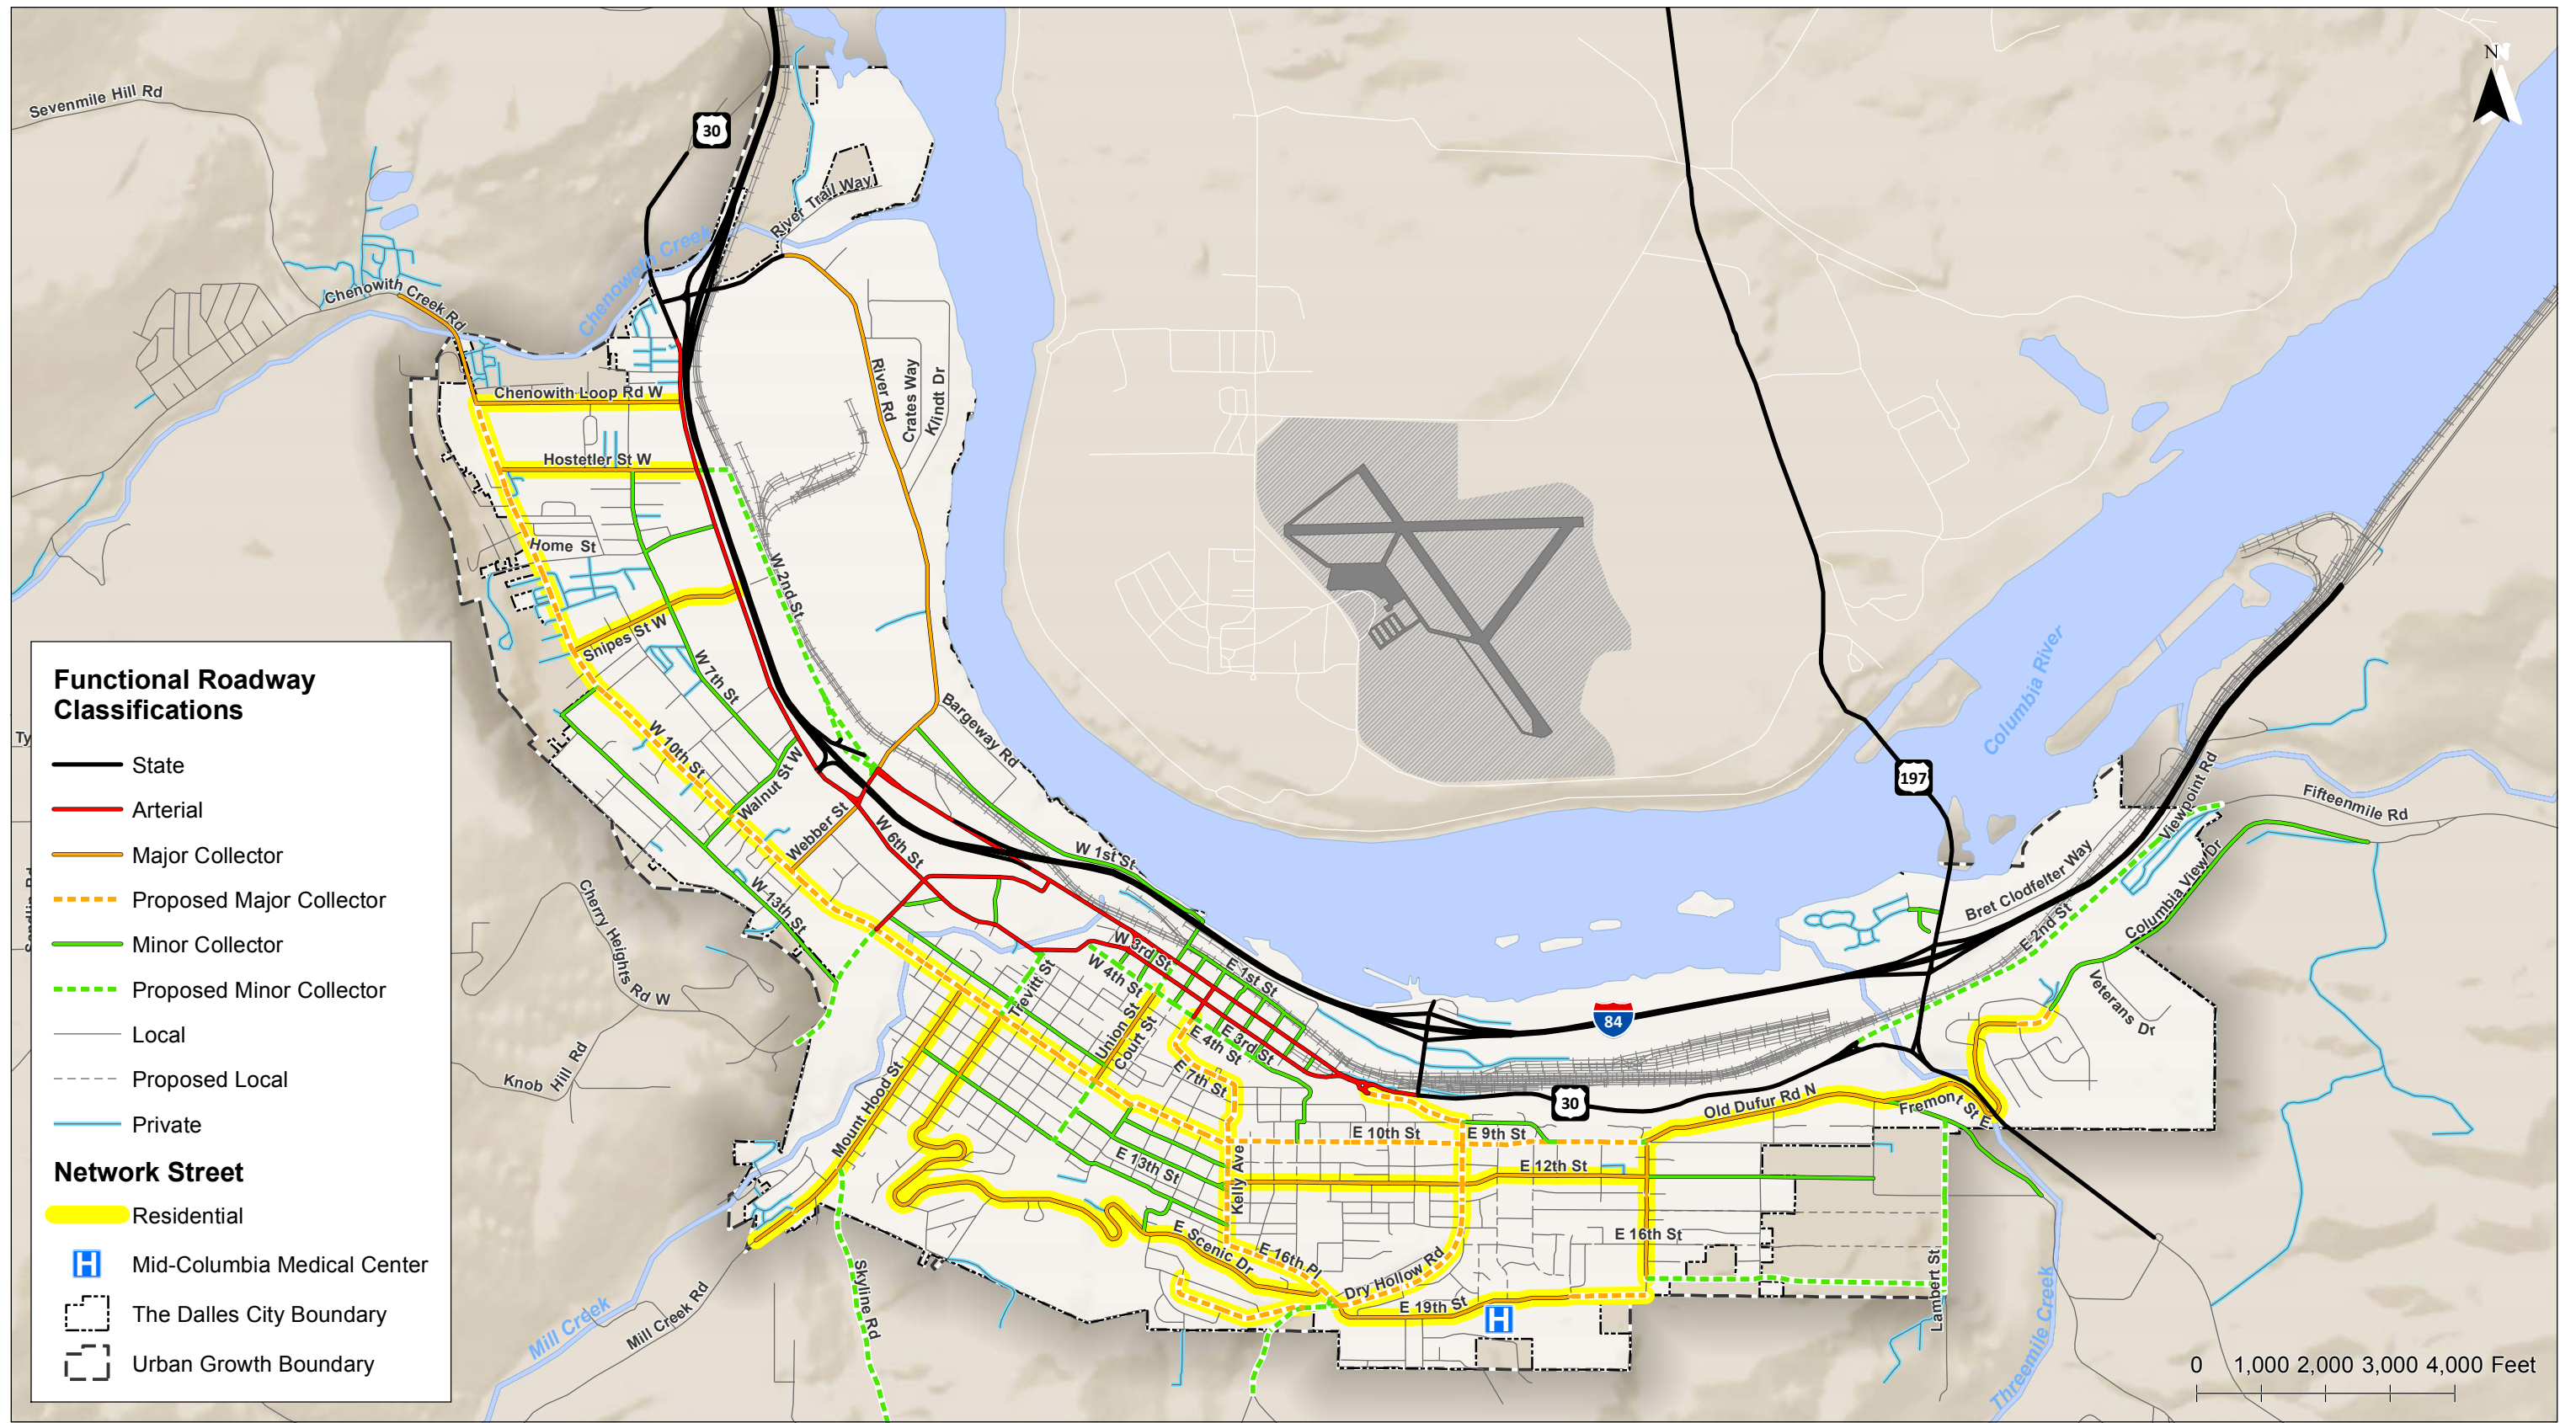 N
Sevenmile Hill Rd
30
River Trail Way
Chenoweth Creek
Chenowith Creek Rd
Chenowith Loop Rd W
River Rd
Crates Way
Klindt Dr
Hostetler St W
Home St
W 2nd St
Snipes St W
W 7th St
Bargeway Rd
W 10th St
Walnut St W
Webber St
W 6th St
W 1st St
W 13th St
Cherry Heights Rd W
Knob Hill Rd
Trevitt St
W 3rd St
W 4th St
E 1st St
Union St
Court St
E 3rd St
E 4th St
E 7th St
Mount Hood St
E 13th St
Kelly Ave
E 10th St
E 9th St
E 12th St
E 16th St
E Scenic Dr
E 16th Pl
Dry Hollow Rd
E 19th St
H
Skyline Rd
Mill Creek Rd
Mill Creek
84
30
Old Dufur Rd N
Fremont St E
Lambert St
Threemile Creek
197
Columbia River
Viewpoint Rd
Fifteenmile Rd
Bret Clodfelter Way
E 2nd St
Columbia View Dr
Veterans Dr
Ty
Functional Roadway
Classifications
State
Arterial
Major Collector
Proposed Major Collector
Minor Collector
Proposed Minor Collector
Local
Proposed Local
Private
Network Street
Residential
H Mid-Columbia Medical Center
The Dalles City Boundary
Urban Growth Boundary
0 1,000 2,000 3,000 4,000 Feet